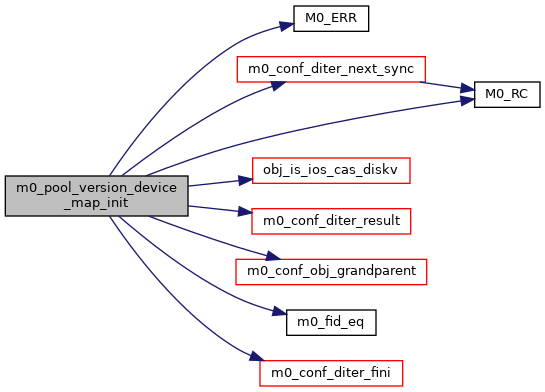 M0_ERR
m0_conf_diter_next_sync
M0_RC
obj_is_ios_cas_diskv
m0_pool_version_device
_map_init
m0_conf_diter_result
m0_conf_obj_grandparent
m0_fid_eq
m0_conf_diter_fini